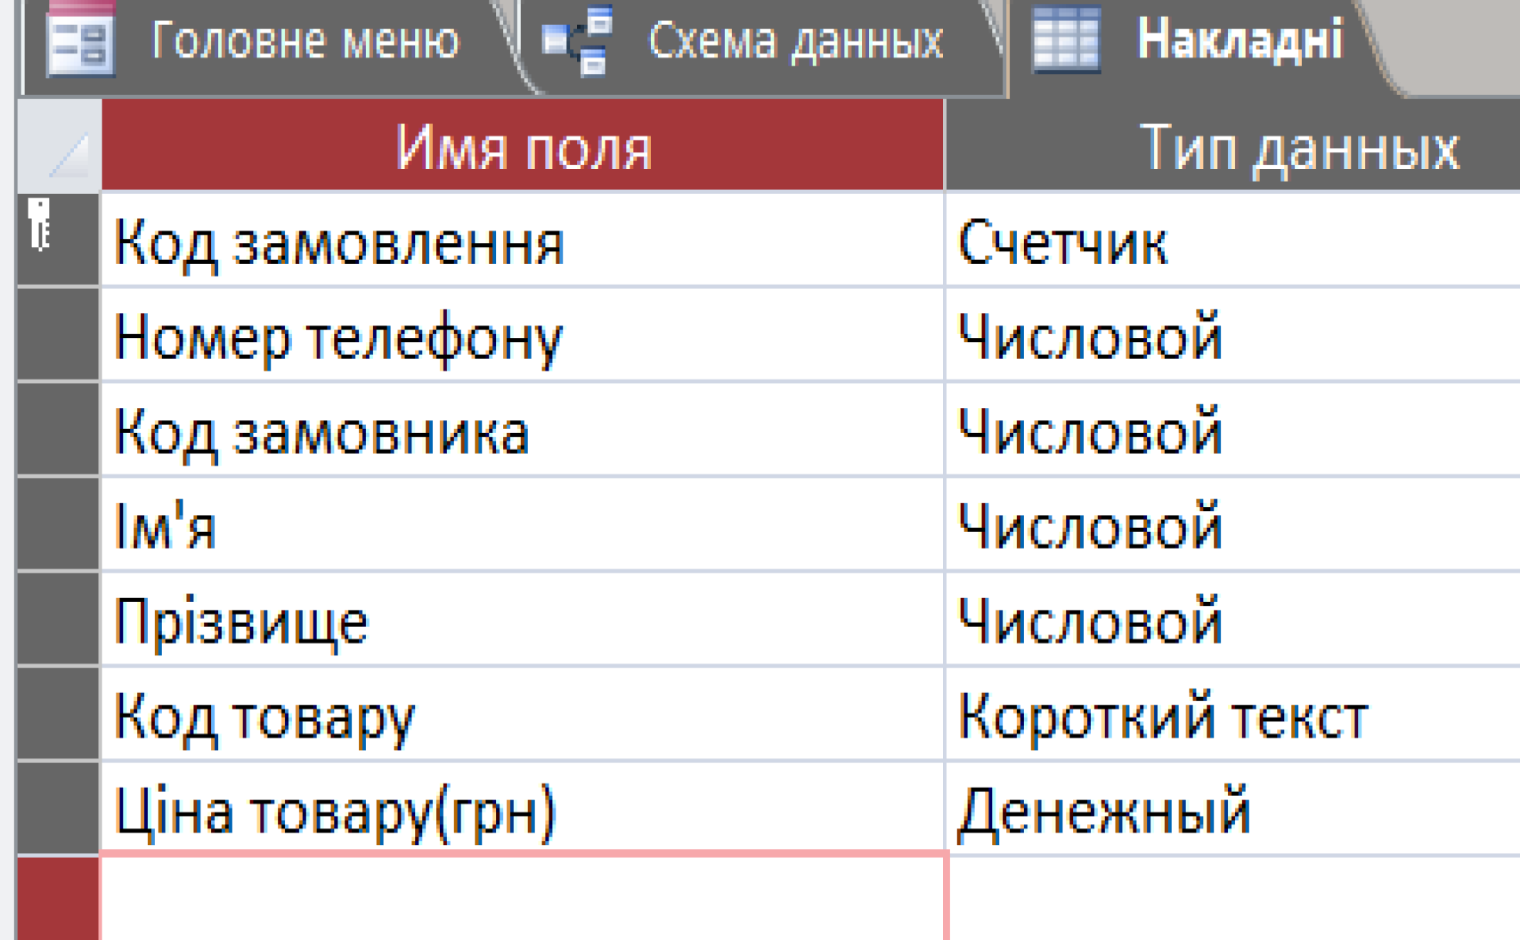 Головне меню Схема данных Накладні
Имя поля Тип данных
Код замовлення Счетчик
Номер телефону Числовой
Код замовника Числовой
Ім'я Числовой
Прізвище Числовой
Код товару Короткий текст
Ціна товару(грн) Денежный